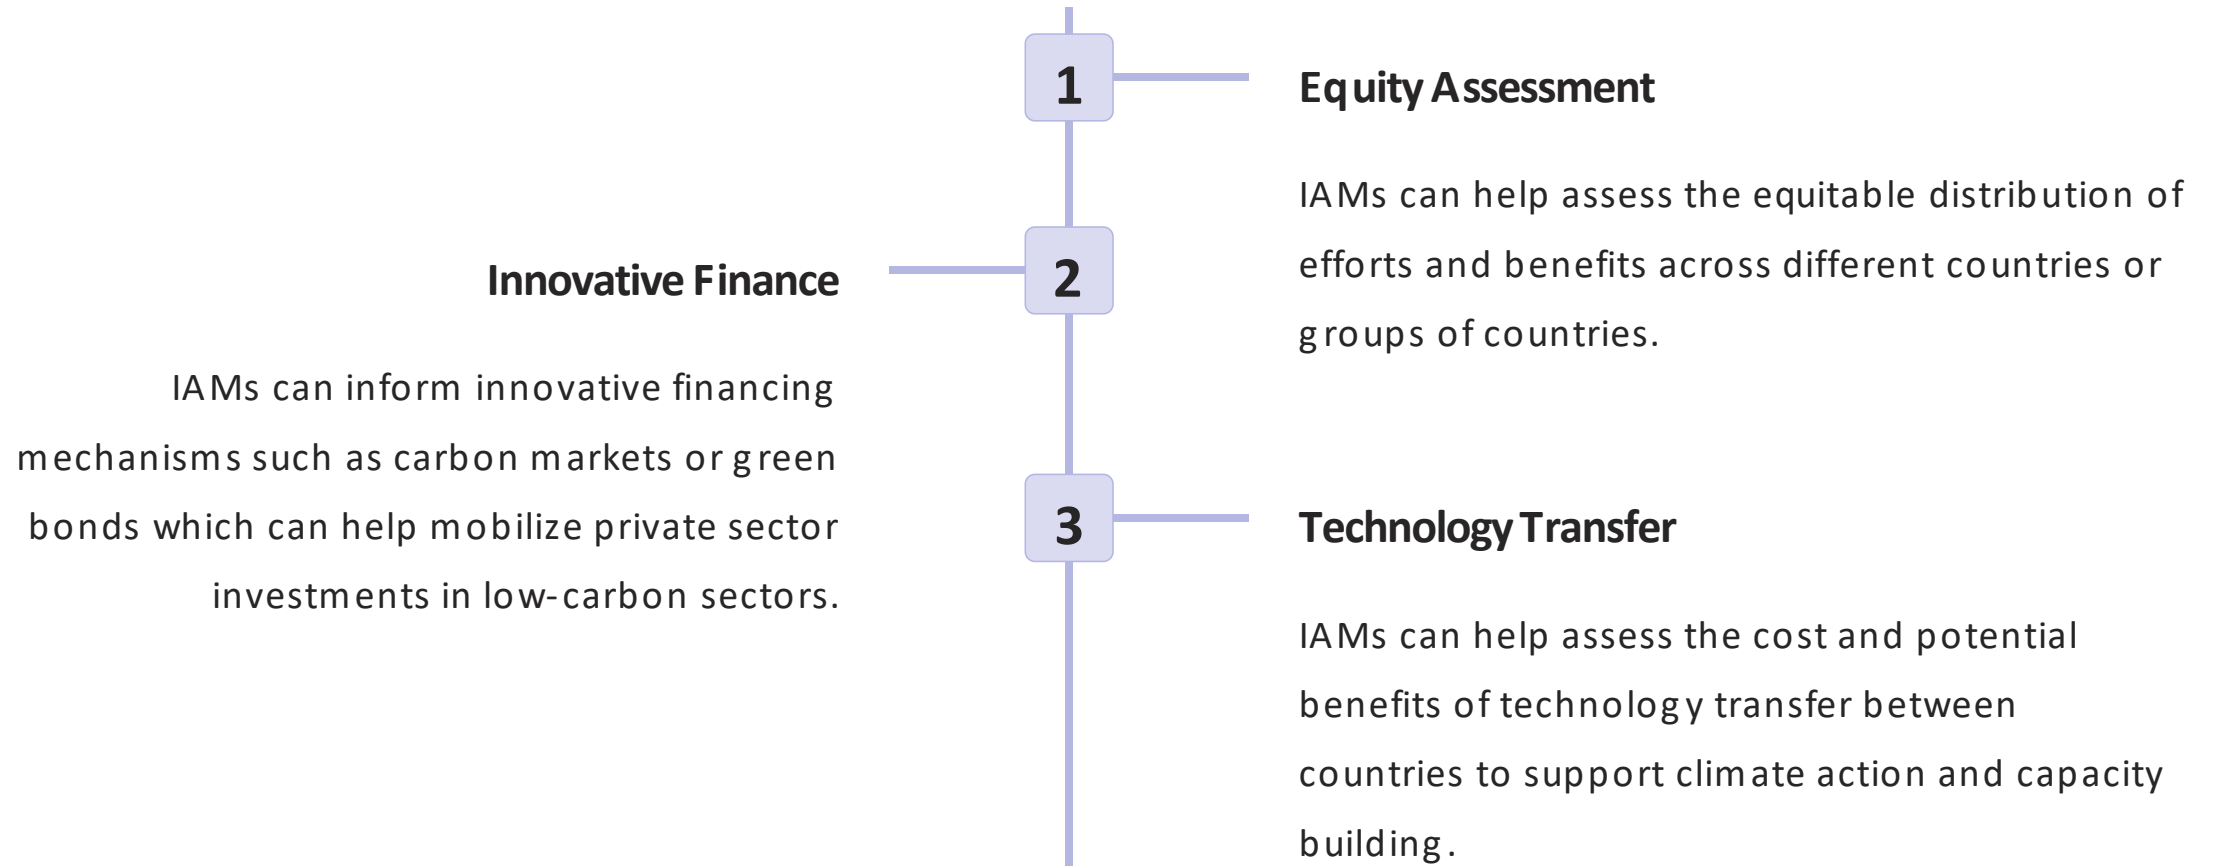 1
Equity Assessment
IAMs can help assess the equitable distribution of
efforts and benefits across different countries or
groups of countries.
2
Innovative Finance
IAMs can inform innovative financing
mechanisms such as carbon markets or green
bonds which can help mobilize private sector
investments in low-carbon sectors.
3
Technology Transfer
IAMs can help assess the cost and potential
benefits of technology transfer between
countries to support climate action and capacity
building.